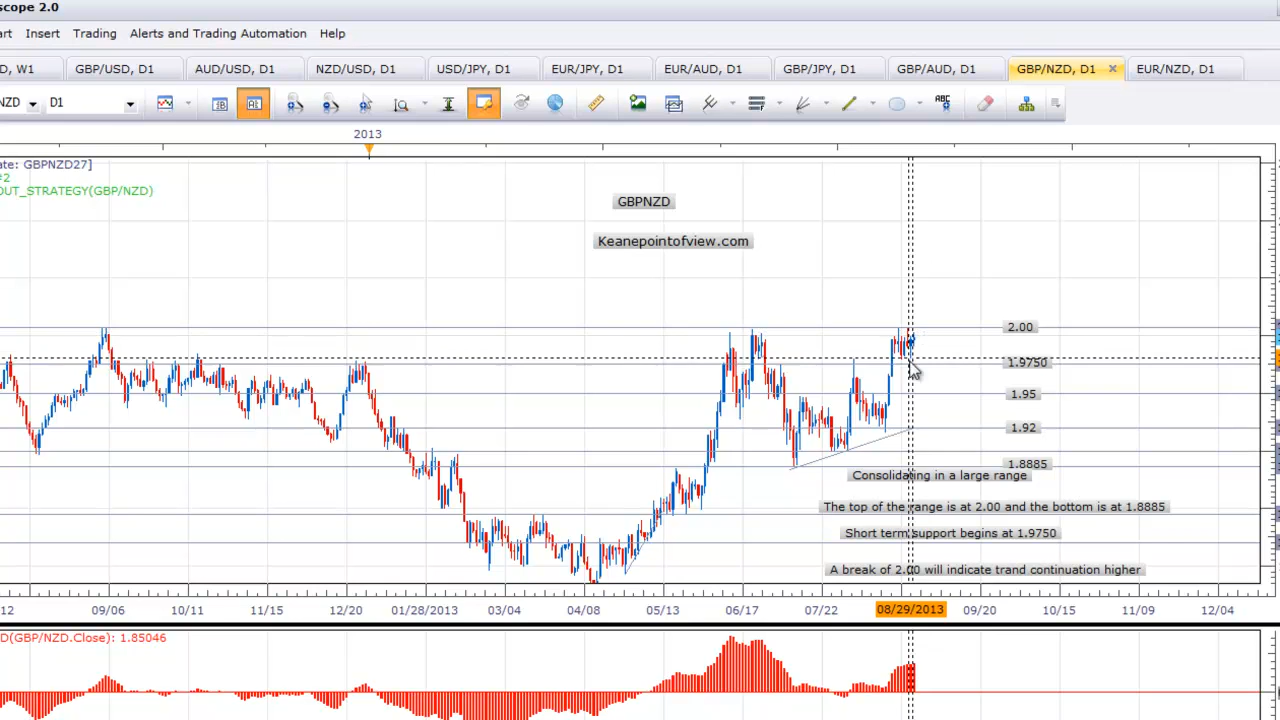 scope 2.0
art Insert Trading Alerts and Trading Automation Help
D, W1 GBP/USD, D1 AUD/USD, D1 NZD/USD, D1 USD/JPY, D1 EUR/JPY, D1 EUR/AUD, D1 GBP/JPY, D1 GBP/AUD, D1 GBP/NZD, D1 EUR/NZD, D1
NZD D1 ABC
2013
ate: GBPNZD27]
#2
OUT_STRATEGY(GBP/NZD)
GBPNZD
Keanepointofview.com
2.00
1.9750
1.95
1.92
1.8885
Consolidating in a large range
The top of the range is at 2.00 and the bottom is at 1.8885
Short term support begins at 1.9750
A break of 2.00 will indicate trand continuation higher
12 09/06 10/11 11/15 12/20 01/28/2013 03/04 04/08 05/13 06/17 07/22 08/29/2013 09/20 10/15 11/09 12/04
D(GBP/NZD.Close): 1.85046